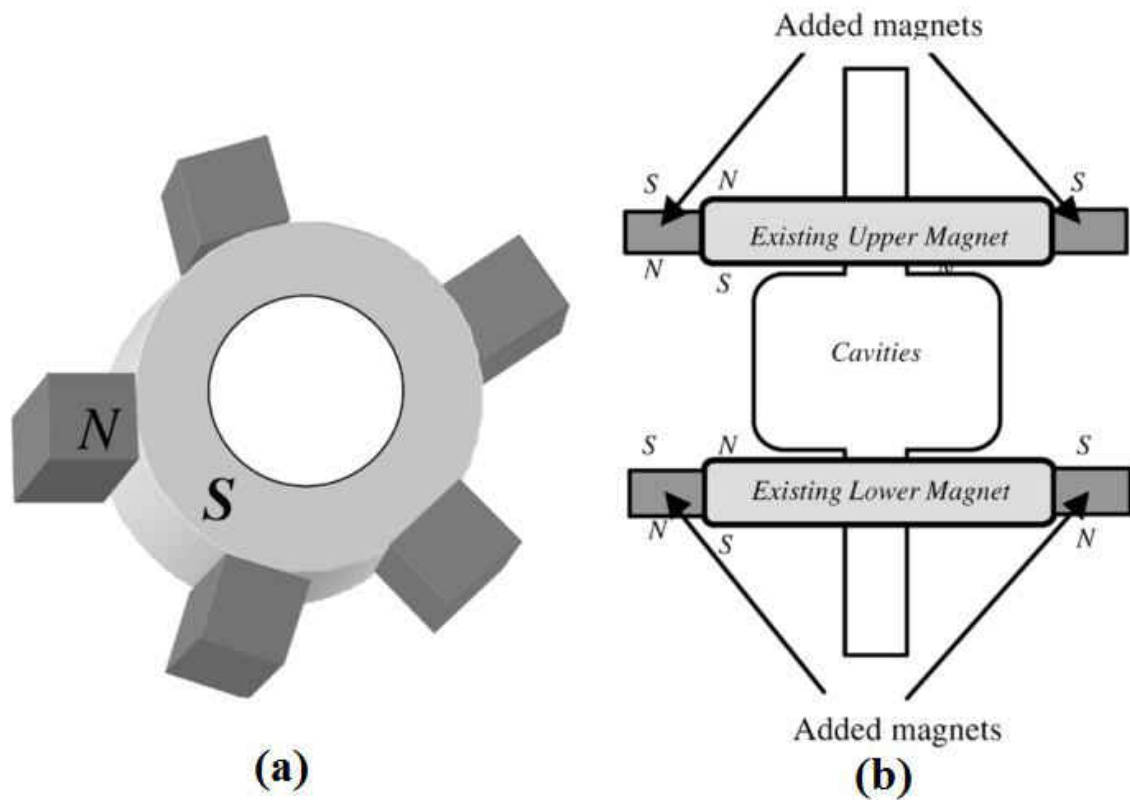 N
S
(a)
Added magnets
S
N
S
Existing Upper Magnet
N
S
N
Cavities
S
N
S
Existing Lower Magnet
N
S
N
Added magnets
(b)